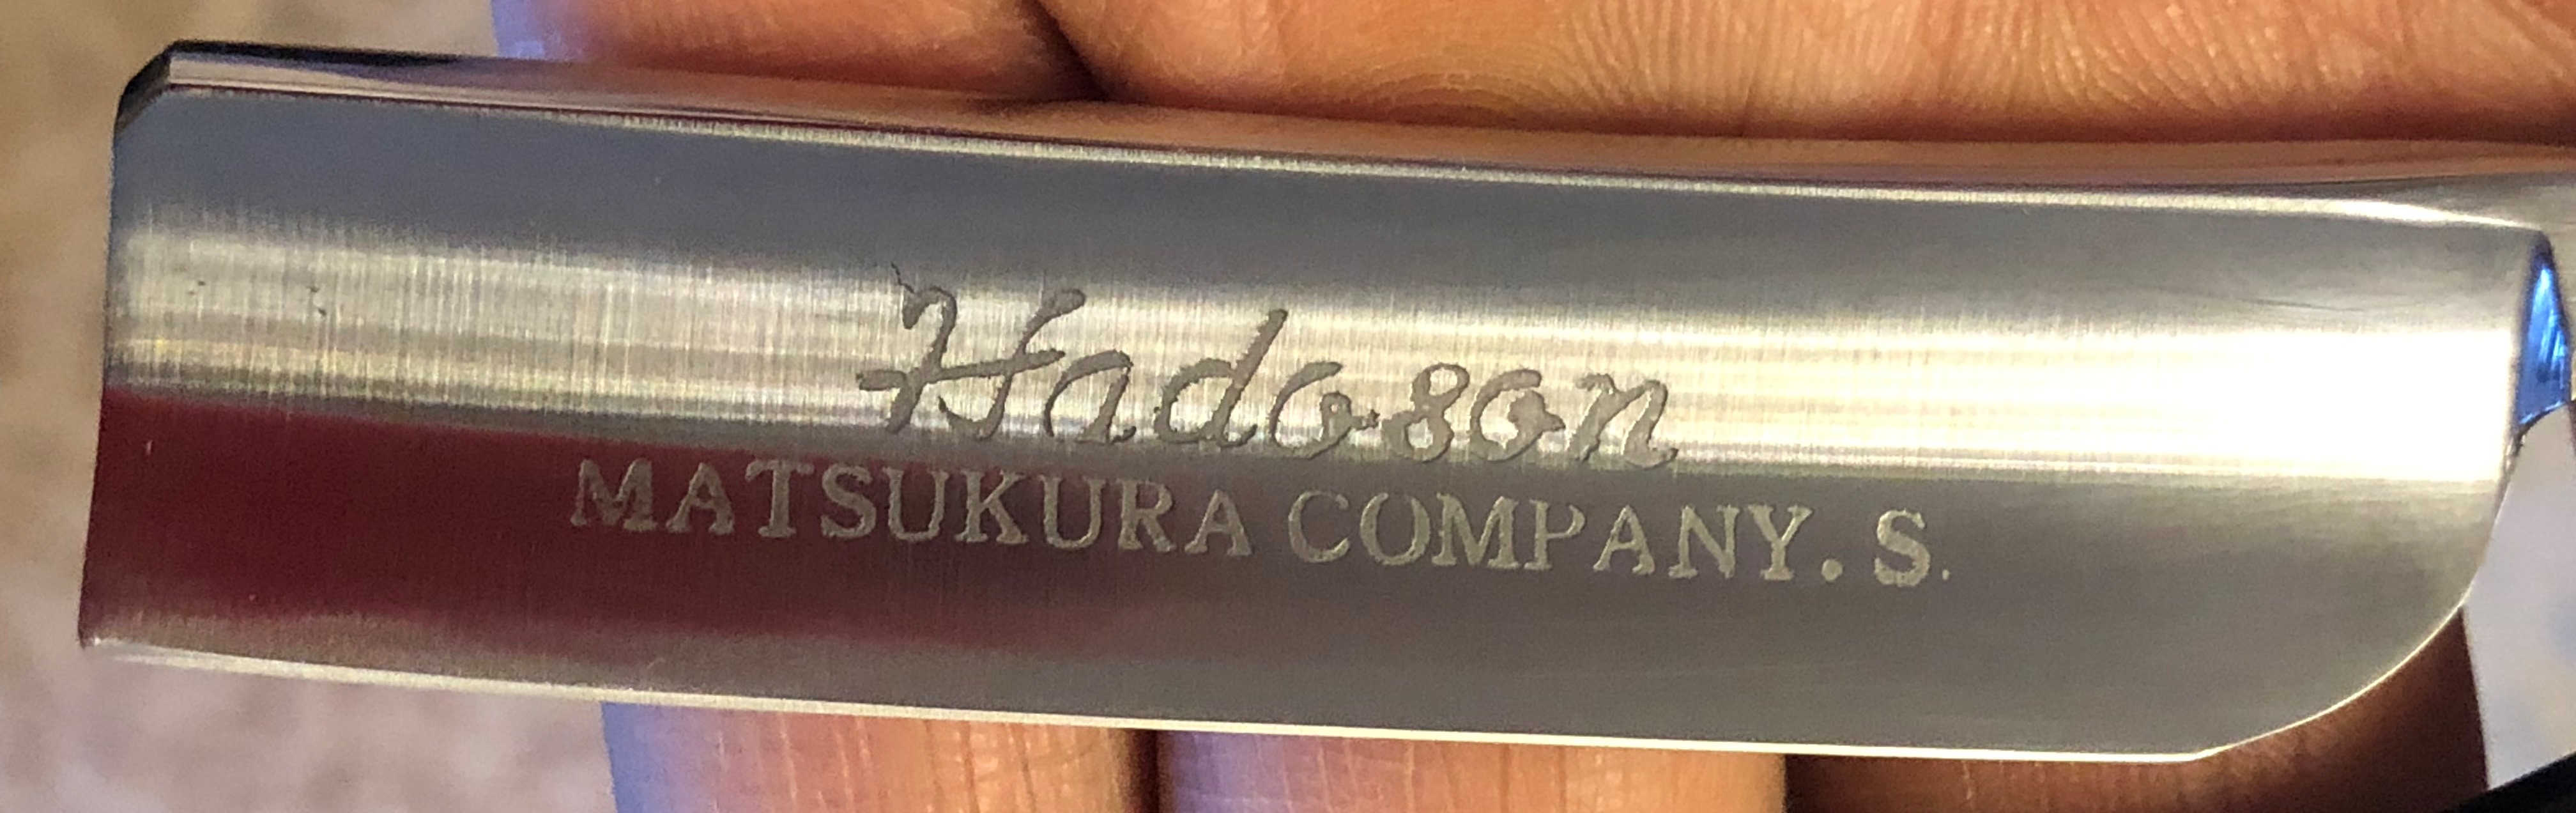 Hadoson
MATSUKURA COMPANY. S.